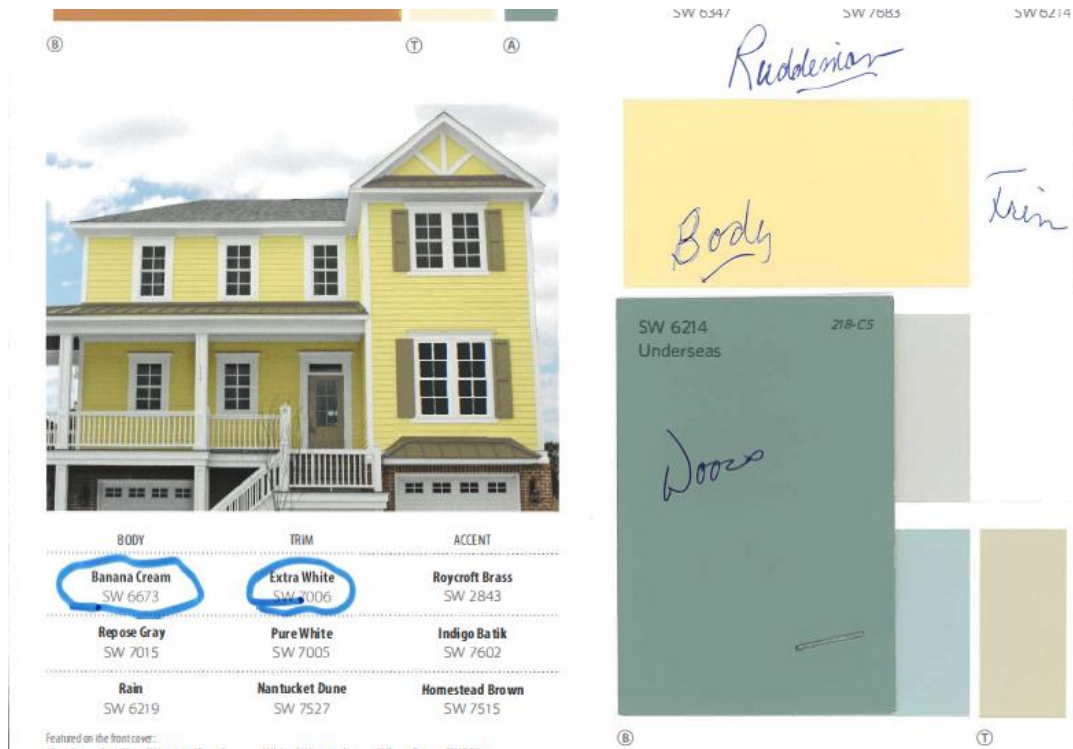 B T A
BODY TRIM ACCENT
Banana Cream Extra White Roycroft Brass
SW 6673 SW 7006 SW 2843
Repose Gray Pure White Indigo Batik
SW 7015 SW 7005 SW 7602
Rain Nantucket Dune Homestead Brown
SW 6219 SW 7527 SW 7515
Featured on the front cover:
SW 6347 SW 7683 SW 6214
Ruddeman
Body
Trim
SW 6214 218-C5
Underseas
Doors
B T